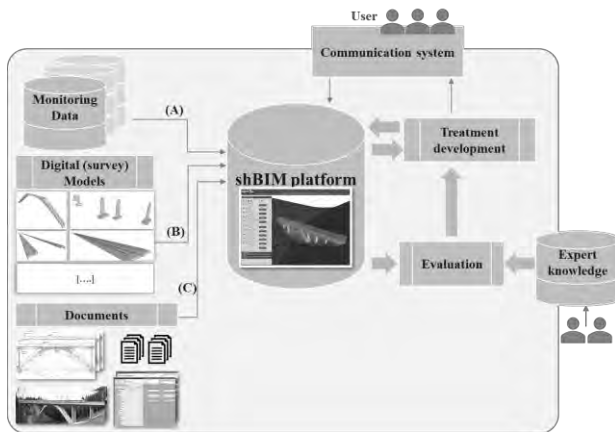 User
Communication system
Monitoring
Data
(A)
Digital (survey)
Models
shBIM platform
Treatment
development
(B)
[....]
(C)
Evaluation
Expert
knowledge
Documents